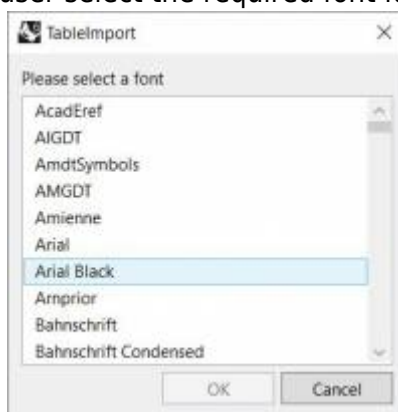 user select the required font f
TableImport
Please select a font
AcadEref
AIGDT
AmdtSymbols
AMGDT
Amienne
Arial
Arial Black
Arnprior
Bahnschrift
Bahnschrift Condensed
OK
Cancel